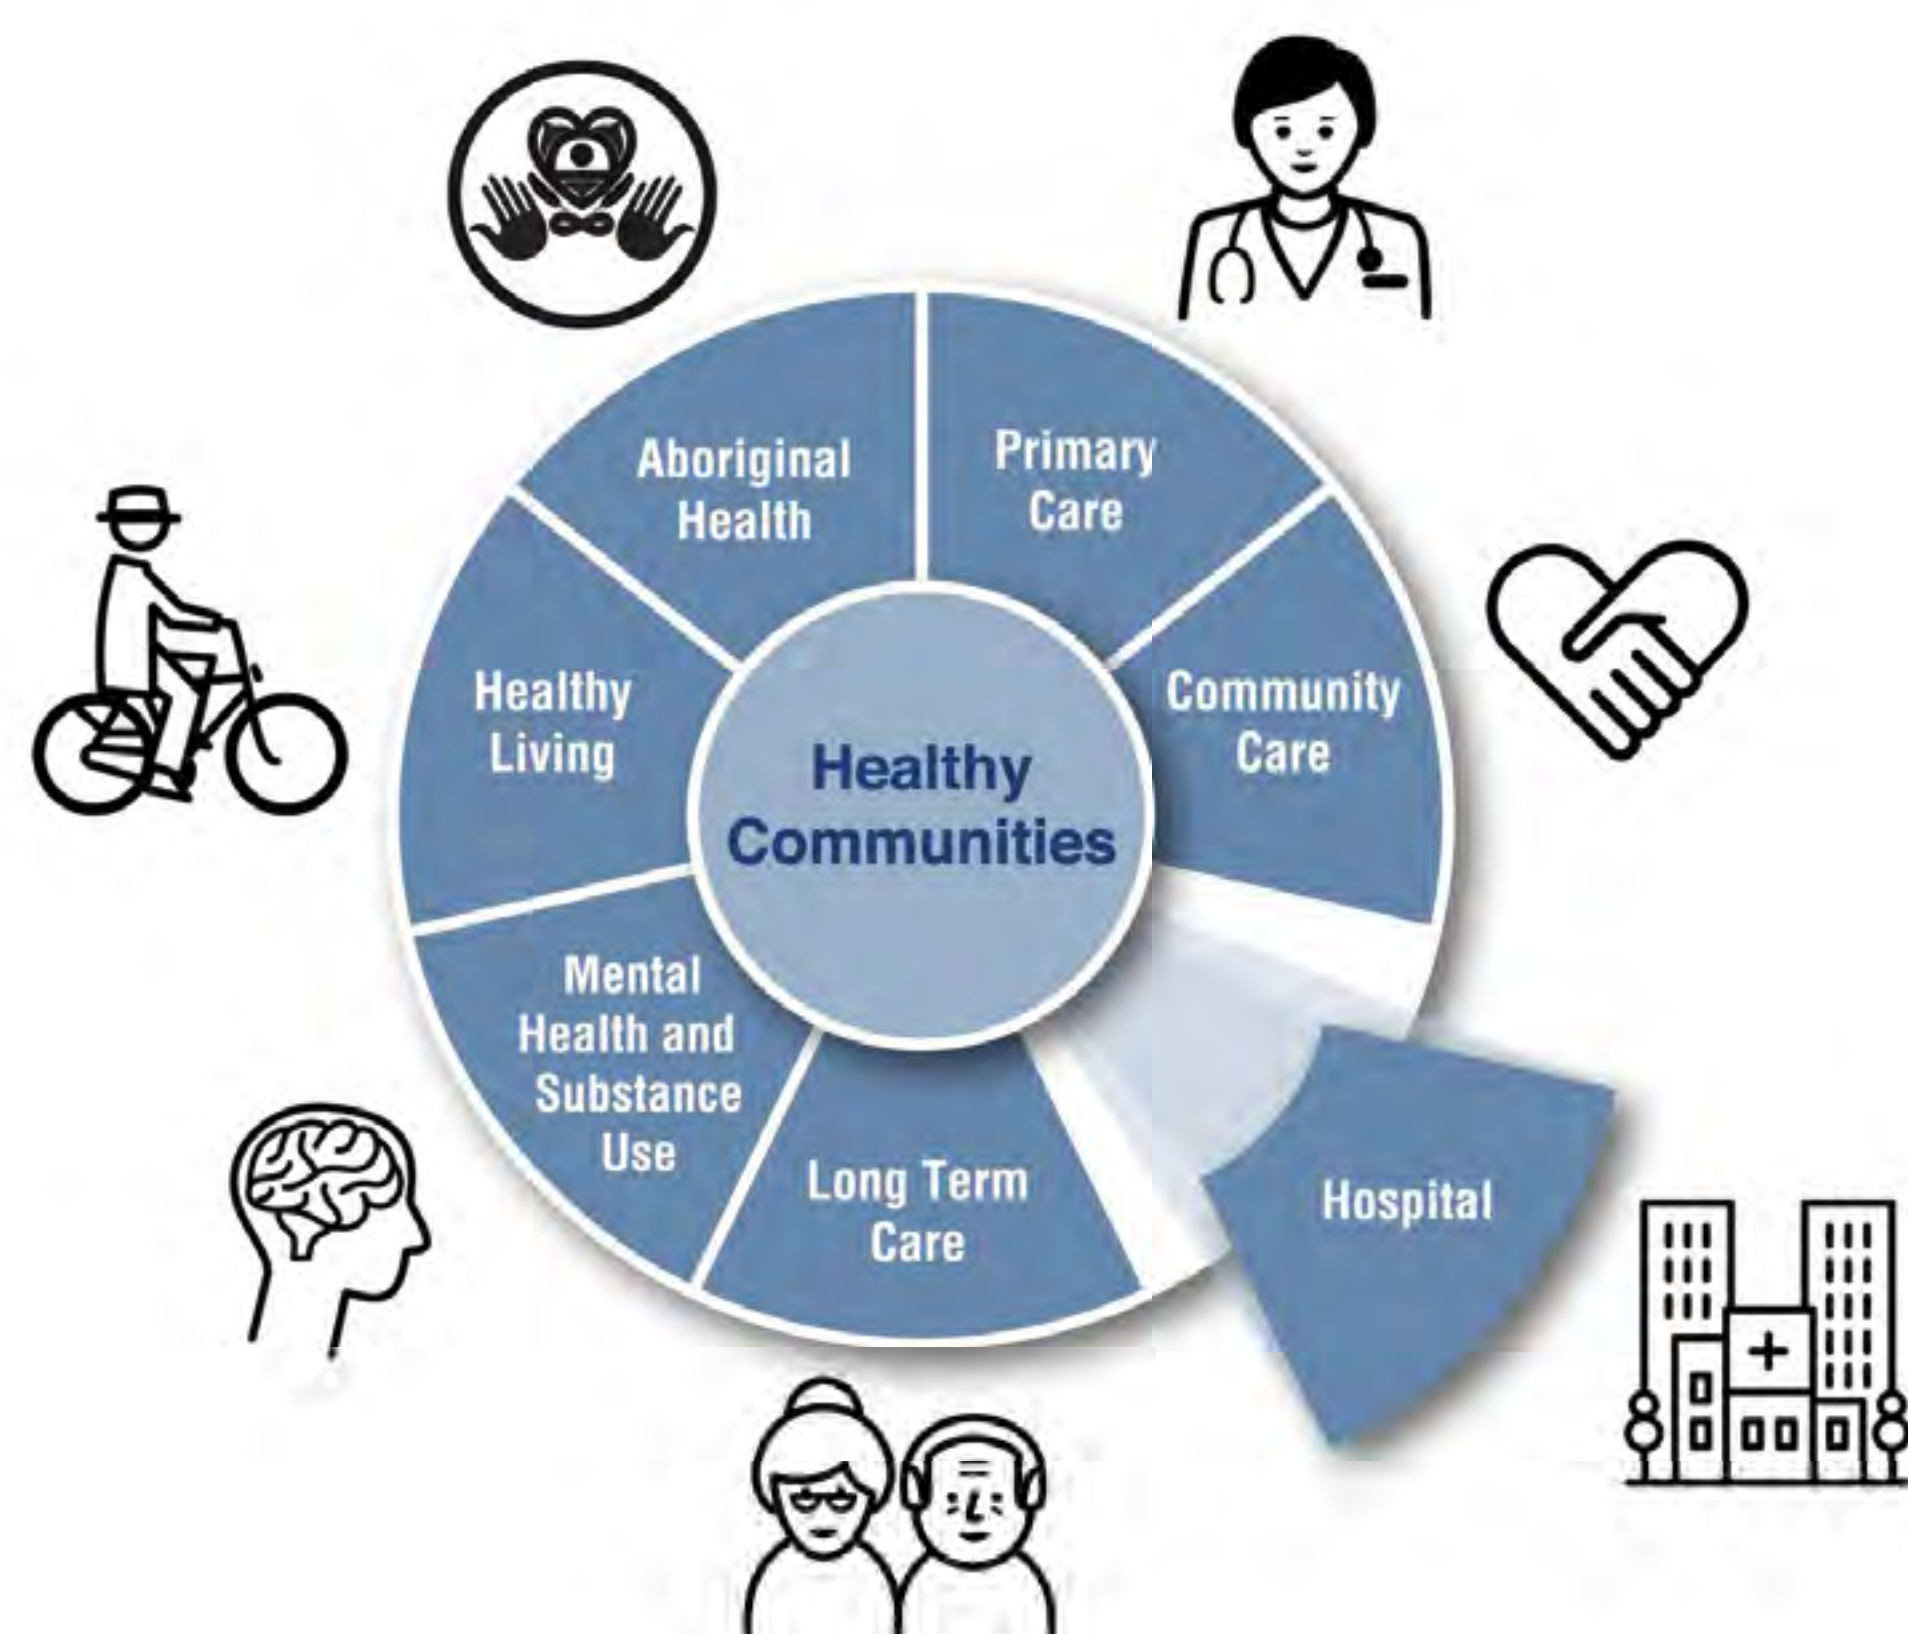 Aboriginal
Health
Primary
Care
Healthy
Living
Community
Care
Healthy
Communities
Mental
Health and
Substance
Use
Long Term
Care
Hospital